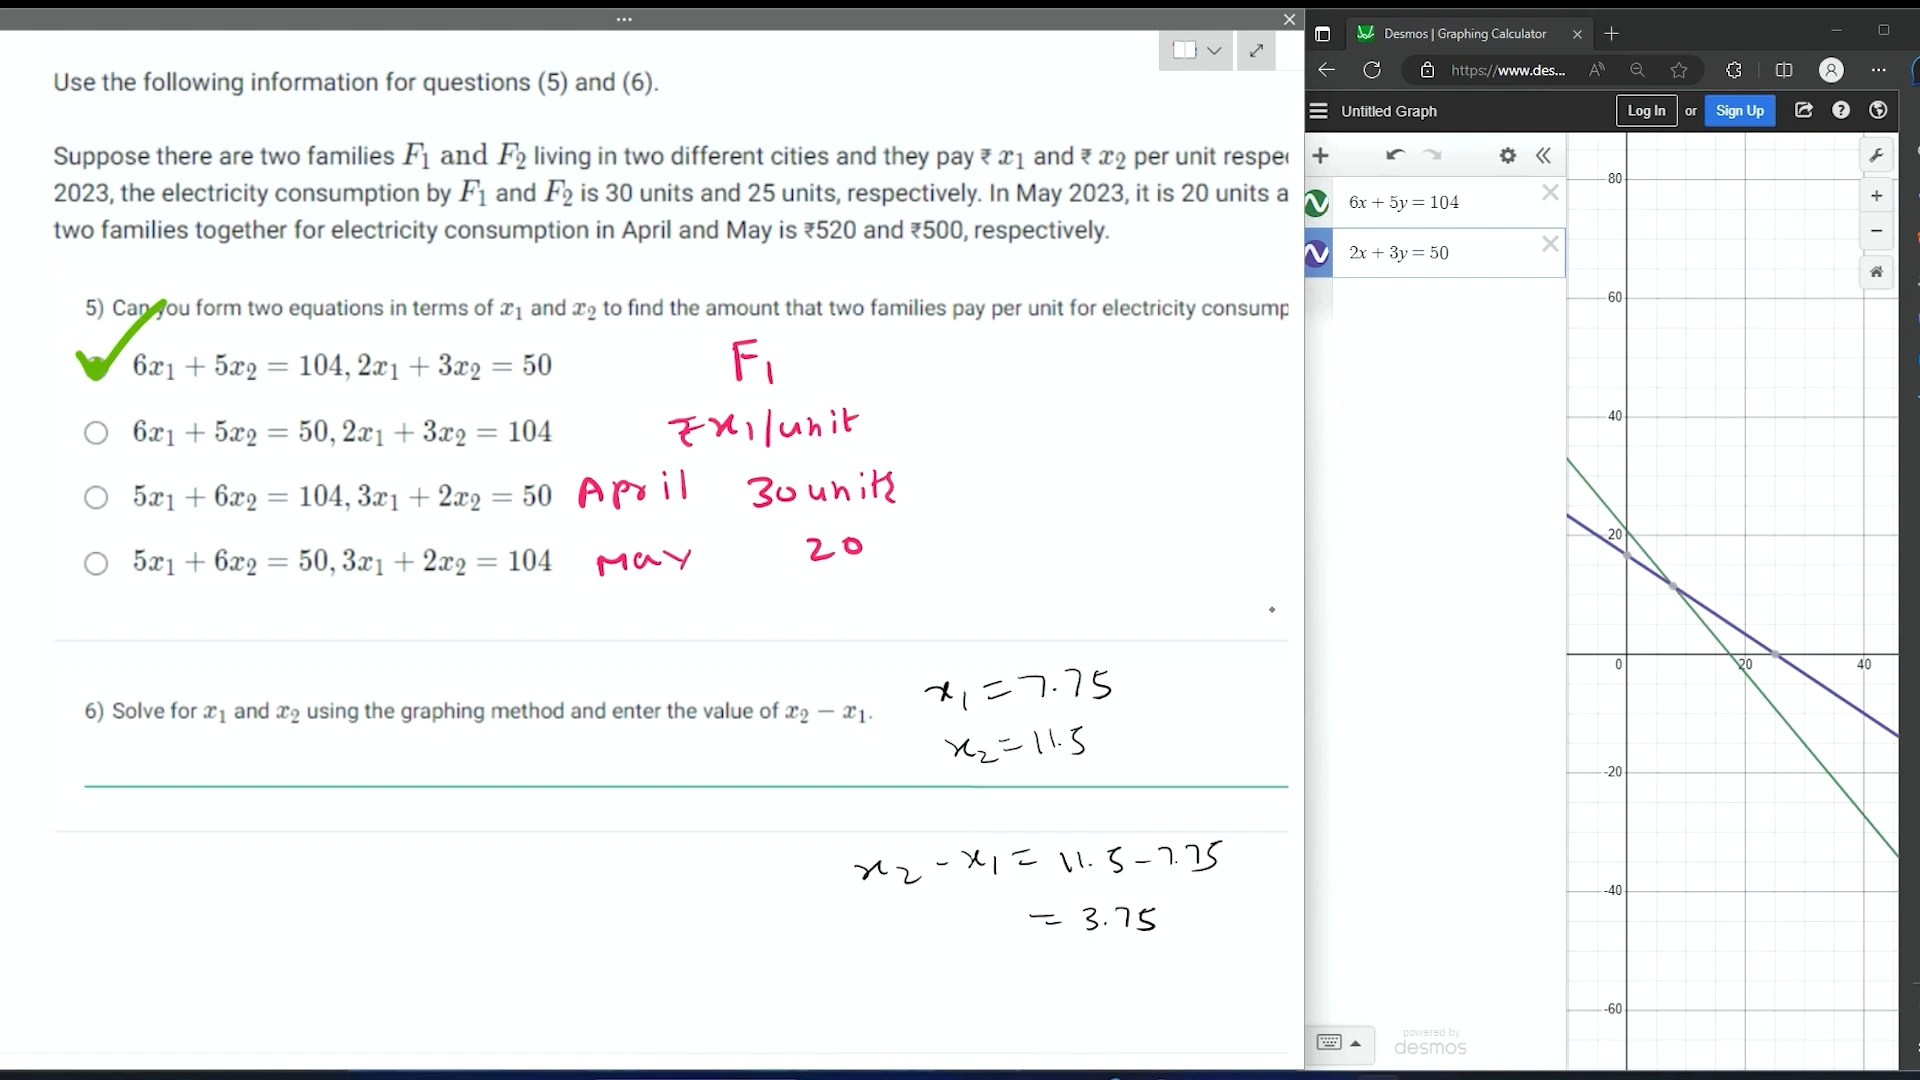 Use the following information for questions (5) and (6).
Suppose there are two families F₁ and F₂ living in two different cities and they pay ₹ x₁ and ₹ x₂ per unit
2023, the electricity consumption by F₁ and F₂ is 30 units and 25 units, respectively. In May 2023, it is 20 units a
two families together for electricity consumption in April and May is ₹520 and ₹500, respectively.
5) Can you form two equations in terms of x₁ and x₂ to find the amount that two families pay per unit for electricity consump
6x₁ + 5x₂ = 104, 2x₁ + 3x₂ = 50
6x₁ + 5x₂ = 50, 2x₁ + 3x₂ = 104
5x₁ + 6x₂ = 104, 3x₁ + 2x₂ = 50
5x₁ + 6x₂ = 50, 3x₁ + 2x₂ = 104
F₁
₹ x₁/unit
April 30 units
May 20
6) Solve for x₁ and x₂ using the graphing method and enter the value of x₂ − x₁.
x₁ = 7.75
x₂ = 11.5
x₂ - x₁ = 11.5 - 7.75
= 3.75
Desmos | Graphing Calculator
https://www.des...
Untitled Graph
Log In or Sign Up
6x + 5y = 104
2x + 3y = 50
80
60
40
20
0 20 40
-20
-40
-60
powered by
desmos